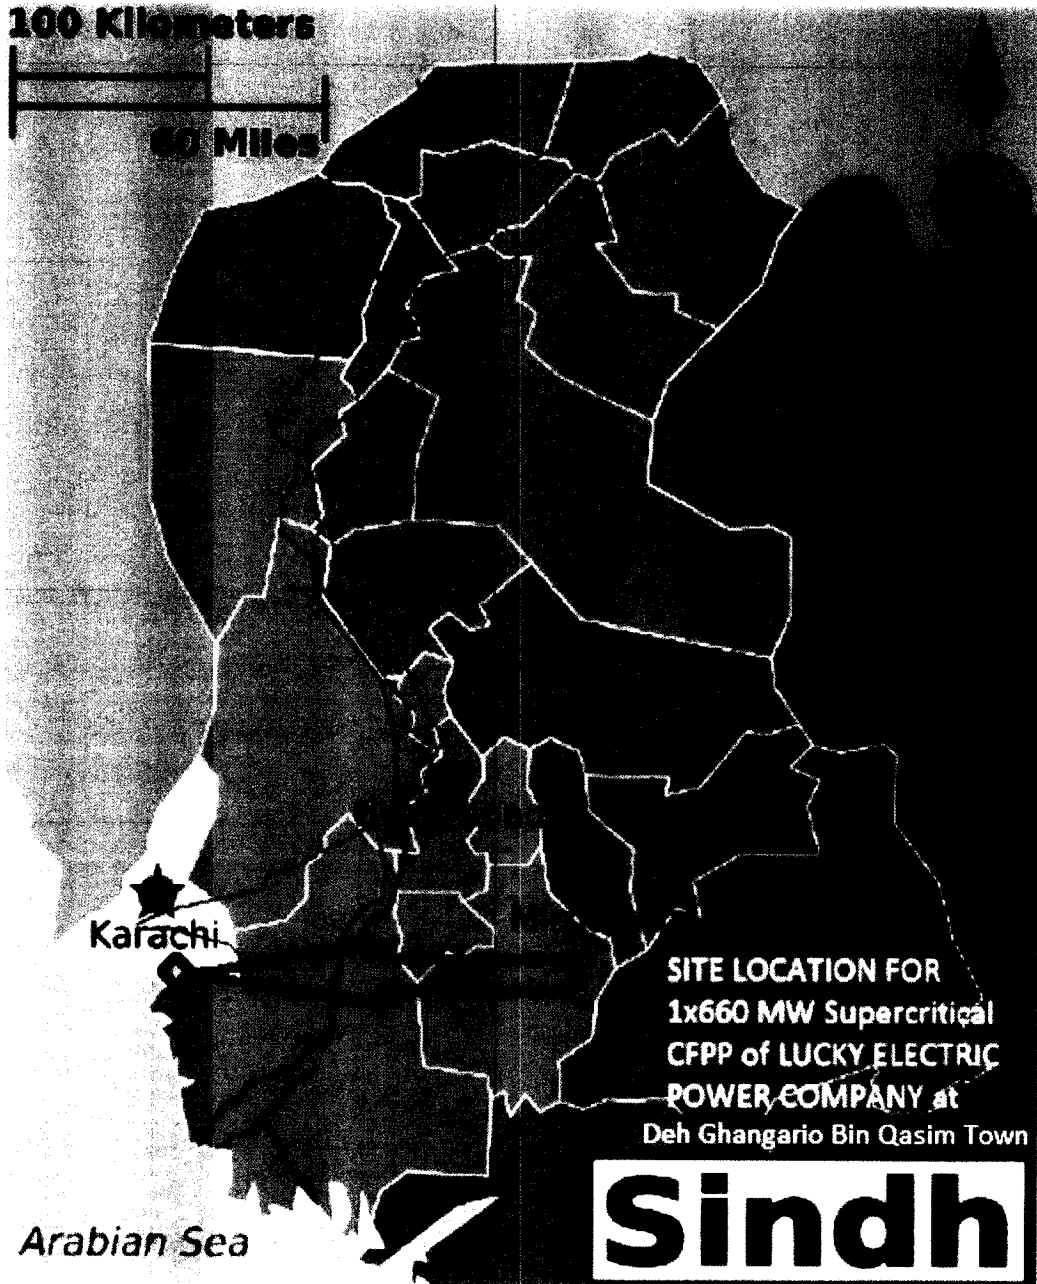 100 Kilometers
60 Miles
Karachi
SITE LOCATION FOR
1x660 MW Supercritical
CFPP of LUCKY ELECTRIC
POWER COMPANY at
Deh Ghangario Bin Qasim Town
Sindh
Arabian Sea